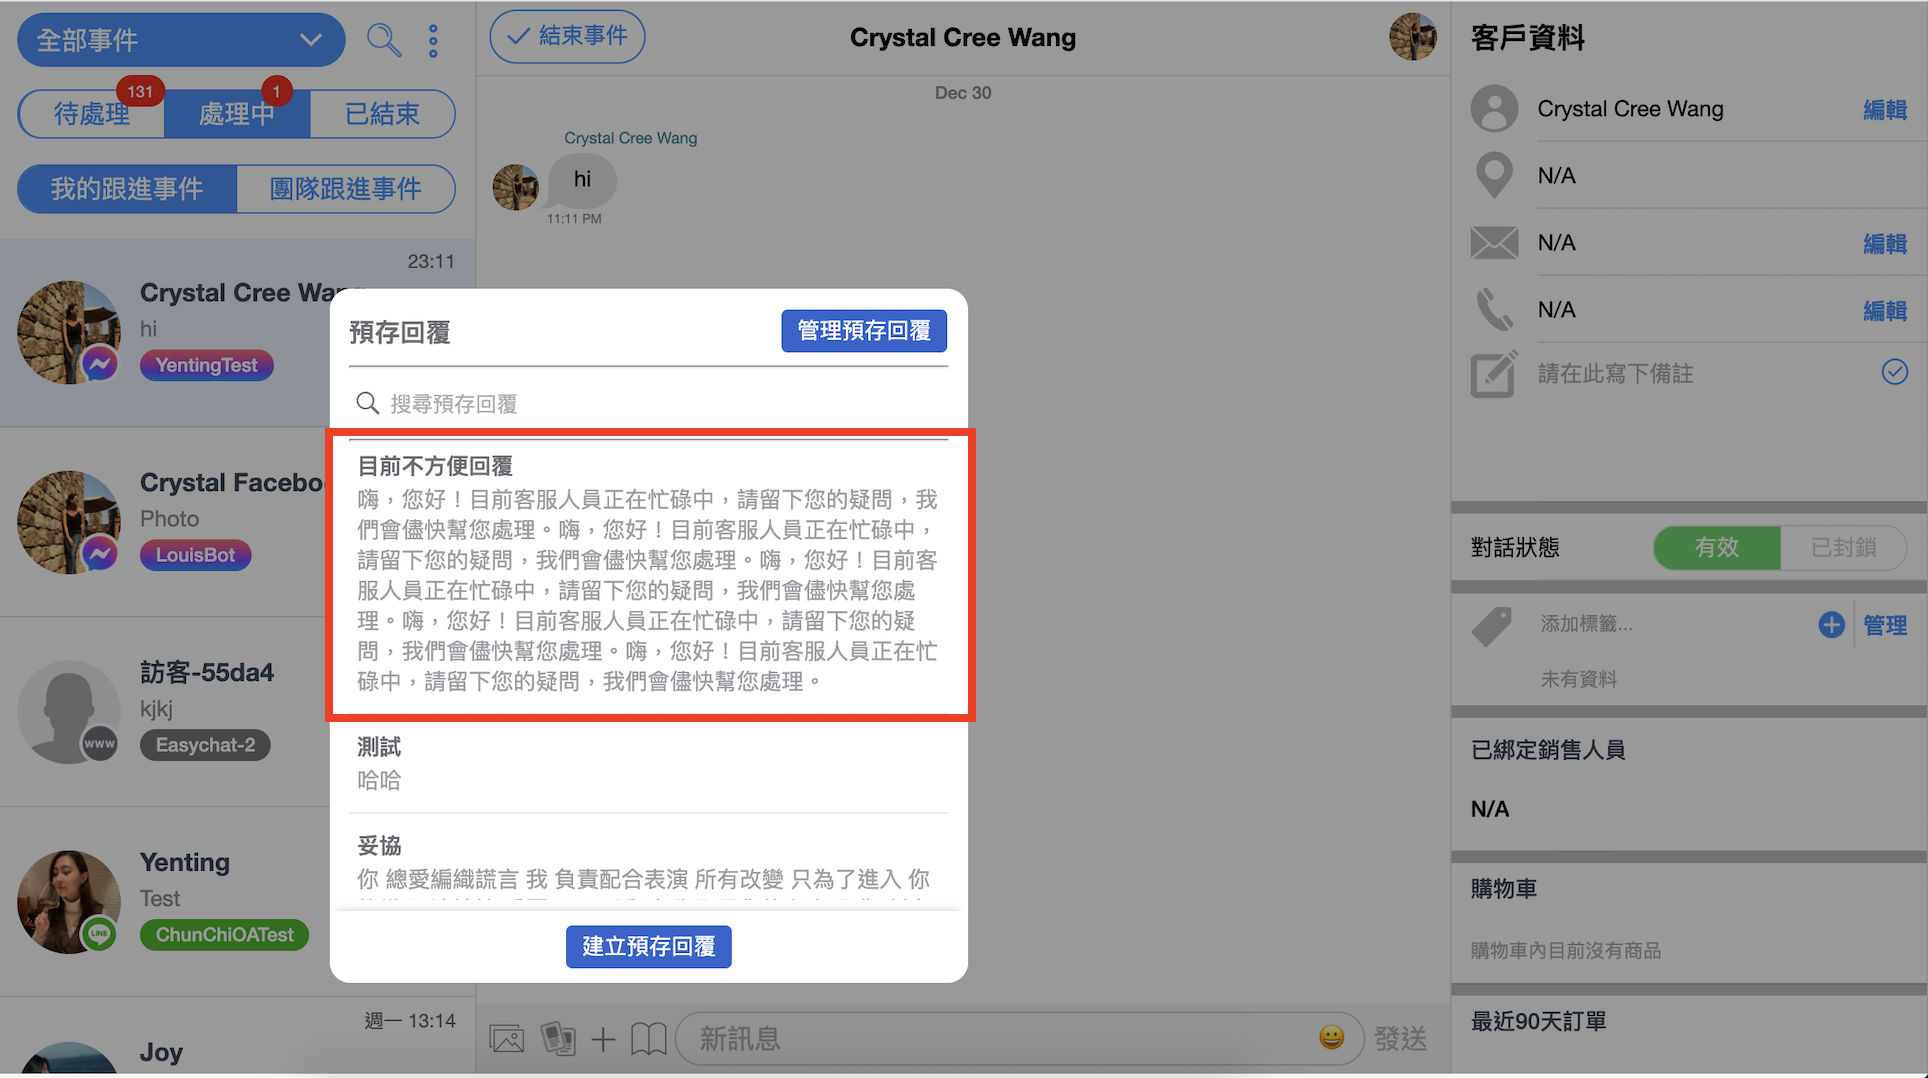 全部事件
待處理
131
處理中
1
已結束
我的跟進事件
團隊跟進事件
23:11
Crystal Cree Wang
hi
YentingTest
Crystal Facebo
Photo
LouisBot
訪客-55da4
kjkj
www
Easychat-2
Yenting
Test
LINE
ChunChiOATest
週一 13:14
Joy
結束事件
Crystal Cree Wang
Dec 30
Crystal Cree Wang
hi
11:11 PM
預存回覆
管理預存回覆
搜尋預存回覆
目前不方便回覆
嗨，您好！目前客服人員正在忙碌中，請留下您的疑問，我
們會儘快幫您處理。嗨，您好！目前客服人員正在忙碌中，
請留下您的疑問，我們會儘快幫您處理。嗨，您好！目前客
服人員正在忙碌中，請留下您的疑問，我們會儘快幫您處
理。嗨，您好！目前客服人員正在忙碌中，請留下您的疑
問，我們會儘快幫您處理。嗨，您好！目前客服人員正在忙
碌中，請留下您的疑問，我們會儘快幫您處理。
測試
哈哈
妥協
你 總愛編織謊言 我 負責配合表演 所有改變 只為了進入 你
建立預存回覆
新訊息
發送
客戶資料
Crystal Cree Wang
編輯
N/A
N/A
編輯
N/A
編輯
請在此寫下備註
對話狀態
有效
已封鎖
添加標籤...
管理
未有資料
已綁定銷售人員
N/A
購物車
購物車內目前沒有商品
最近90天訂單